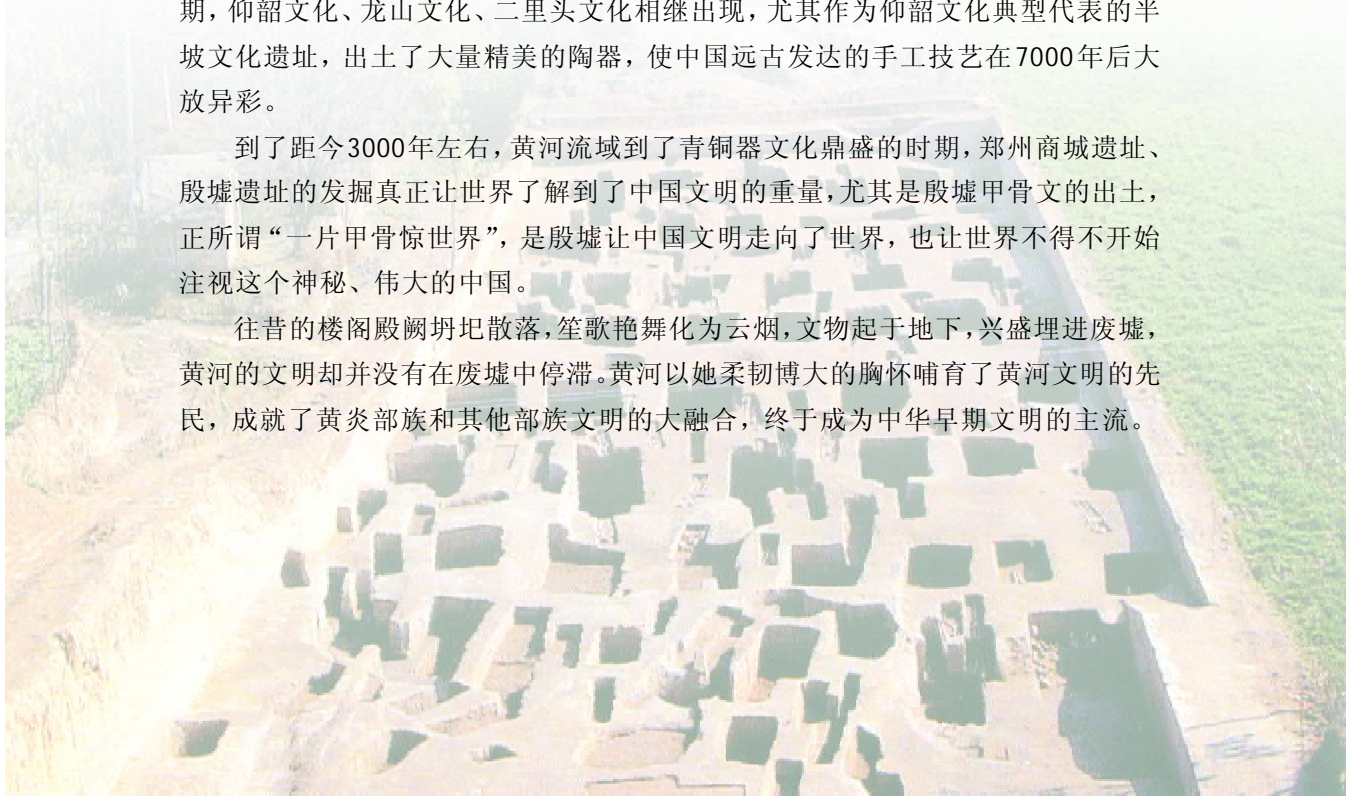 期，仰韶文化、龙山文化、二里头文化相继出现，尤其作为仰韶文化典型代表的半
坡文化遗址，出土了大量精美的陶器，使中国远古发达的手工技艺在7000年后大
放异彩。
到了距今3000年左右，黄河流域到了青铜器文化鼎盛的时期，郑州商城遗址、
殷墟遗址的发掘真正让世界了解到了中国文明的重量，尤其是殷墟甲骨文的出土，
正所谓“一片甲骨惊世界”，是殷墟让中国文明走向了世界，也让世界不得不开始
注视这个神秘、伟大的中国。
往昔的楼阁殿阙坍圮散落，笙歌艳舞化为云烟，文物起于地下，兴盛埋进废墟，
黄河的文明却并没有在废墟中停滞。黄河以她柔韧博大的胸怀哺育了黄河文明的先
民，成就了黄炎部族和其他部族文明的大融合，终于成为中华早期文明的主流。